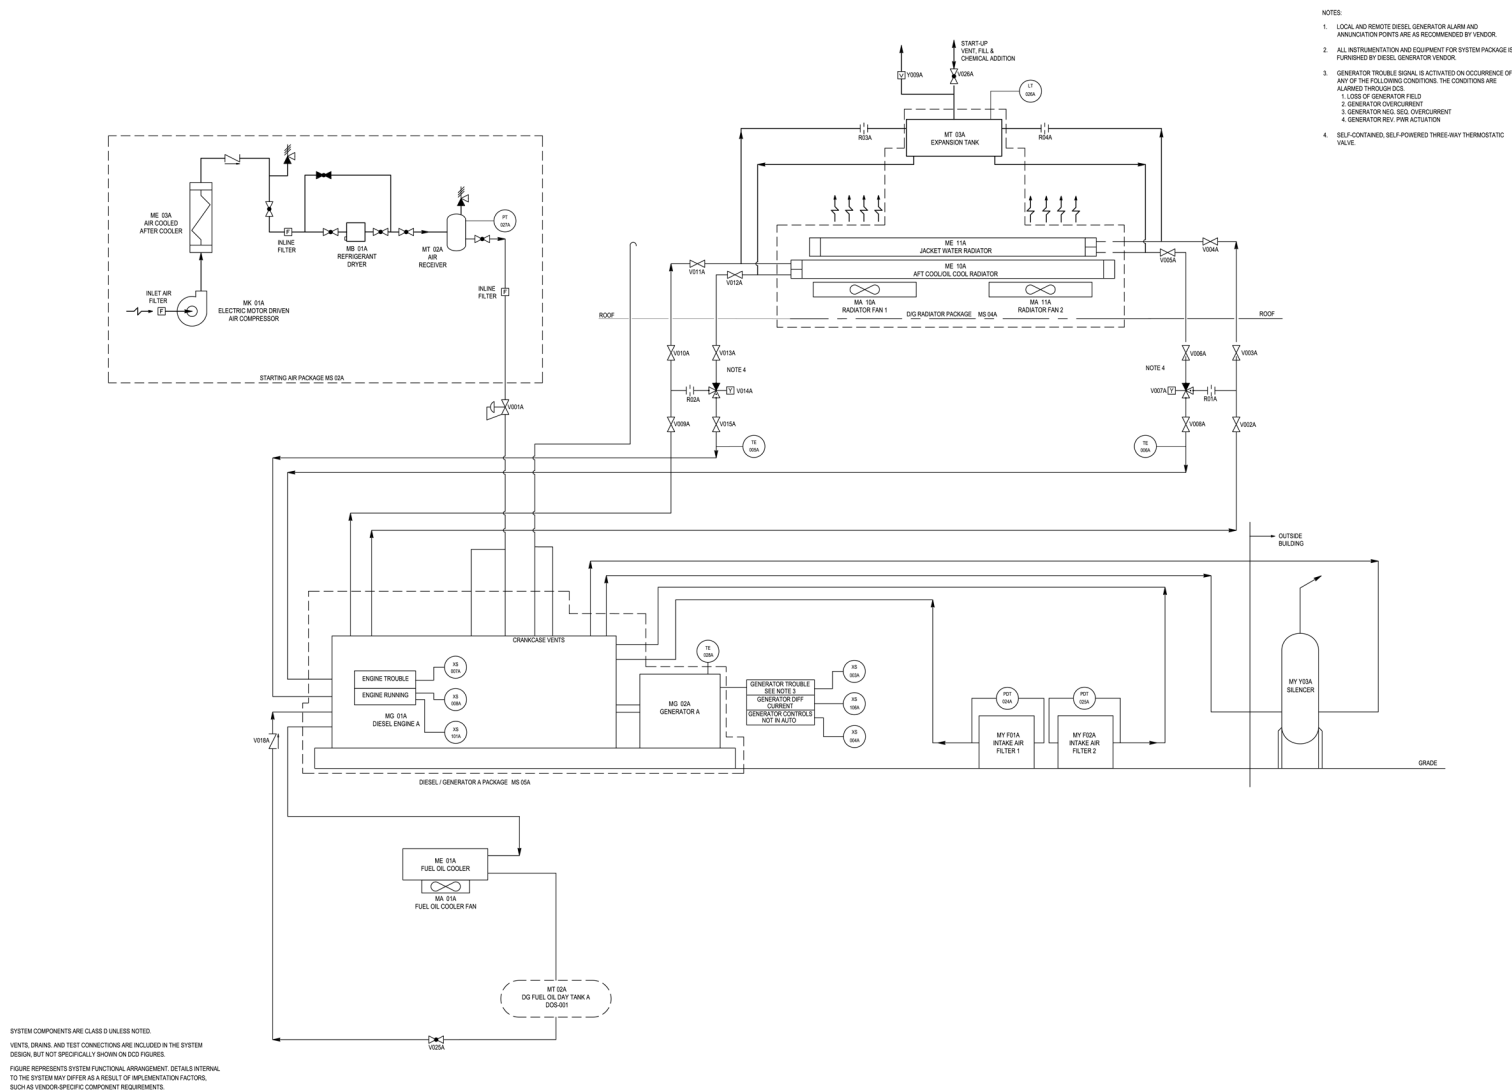 NOTES:
1. LOCAL AND REMOTE DIESEL GENERATOR ALARM AND
ANNUNCIATION POINTS ARE AS RECOMMENDED BY VENDOR.
2. ALL INSTRUMENTATION AND EQUIPMENT FOR SYSTEM PACKAGE IS
FURNISHED BY DIESEL GENERATOR VENDOR.
3. GENERATOR TROUBLE SIGNAL IS ACTIVATED ON OCCURRENCE OF
ANY OF THE FOLLOWING CONDITIONS. THE CONDITIONS ARE
ALARMED THROUGH DCS.
1. LOSS OF GENERATOR FIELD
2. GENERATOR OVERCURRENT
3. GENERATOR NEG. SEQ. OVERCURRENT
4. GENERATOR REV. PWR ACTUATION
4. SELF-CONTAINED, SELF-POWERED THREE-WAY THERMOSTATIC
VALVE.
START-UP
VENT, FILL &
CHEMICAL ADDITION
Y009A
V026A
LT
026A
R03A
MT 03A
EXPANSION TANK
R04A
ME 03A
AIR COOLED
AFTER COOLER
INLINE
FILTER
F
MB 01A
REFRIGERANT
DRYER
MT 02A
AIR
RECEIVER
PT
027A
INLET AIR
FILTER
F
MK 01A
ELECTRIC MOTOR DRIVEN
AIR COMPRESSOR
INLINE
FILTER
F
STARTING AIR PACKAGE MS 02A
V001A
ME 11A
JACKET WATER RADIATOR
ME 10A
AFT COOL/OIL COOL RADIATOR
V011A
V012A
V004A
V005A
MA 10A
RADIATOR FAN 1
MA 11A
RADIATOR FAN 2
ROOF
D/G RADIATOR PACKAGE MS 04A
ROOF
V010A
V013A
NOTE 4
R02A
Y
V014A
V009A
V015A
TE
005A
V006A
V003A
NOTE 4
V007A
Y
R01A
V008A
V002A
TE
006A
OUTSIDE
BUILDING
CRANKCASE VENTS
ENGINE TROUBLE
XS
007A
ENGINE RUNNING
XS
008A
MG 01A
DIESEL ENGINE A
XS
101A
TE
028A
MG 02A
GENERATOR A
GENERATOR TROUBLE
SEE NOTE 3
GENERATOR DIFF
CURRENT
GENERATOR CONTROLS
NOT IN AUTO
XS
003A
XS
108A
XS
004A
PDT
024A
PDT
025A
MY F01A
INTAKE AIR
FILTER 1
MY F02A
INTAKE AIR
FILTER 2
MY Y03A
SILENCER
GRADE
V018A
DIESEL / GENERATOR A PACKAGE MS 05A
ME 01A
FUEL OIL COOLER
MA 01A
FUEL OIL COOLER FAN
MT 02A
DG FUEL OIL DAY TANK A
DOS-001
V025A
SYSTEM COMPONENTS ARE CLASS D UNLESS NOTED.
VENTS, DRAINS, AND TEST CONNECTIONS ARE INCLUDED IN THE SYSTEM
DESIGN, BUT NOT SPECIFICALLY SHOWN ON DCD FIGURES.
FIGURE REPRESENTS SYSTEM FUNCTIONAL ARRANGEMENT. DETAILS INTERNAL
TO THE SYSTEM MAY DIFFER AS A RESULT OF IMPLEMENTATION FACTORS,
SUCH AS VENDOR-SPECIFIC COMPONENT REQUIREMENTS.